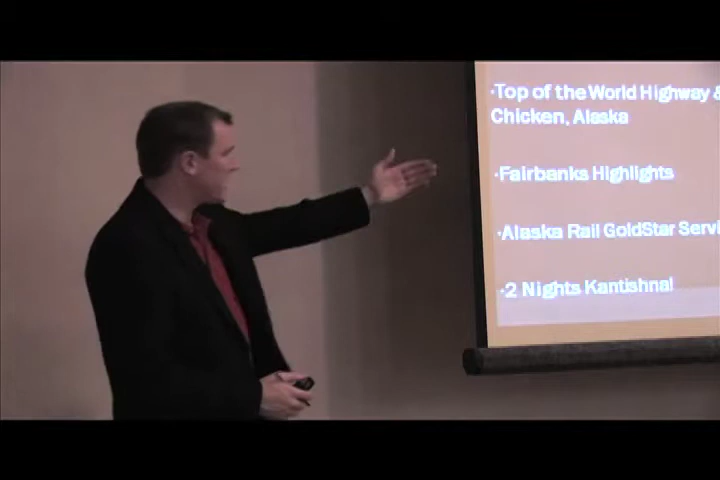 ·Top of the World Highway &
Chicken, Alaska
·Fairbanks Highlights
·Alaska Rail GoldStar Servi
·2 Nights Kantishna!